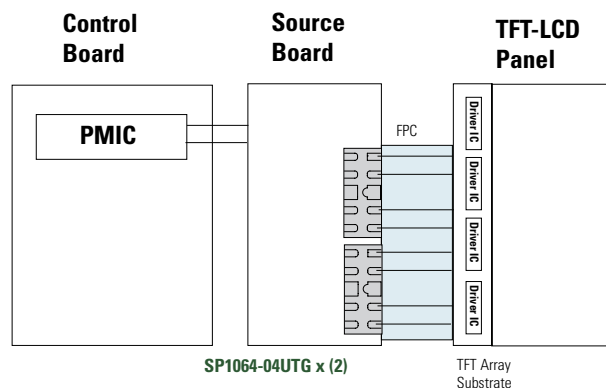 Control
Board
Source
Board
TFT-LCD
Panel
PMIC
FPC
Driver IC
Driver IC
Driver IC
Driver IC
SP1064-04UTG x (2)
TFT Array
Substrate